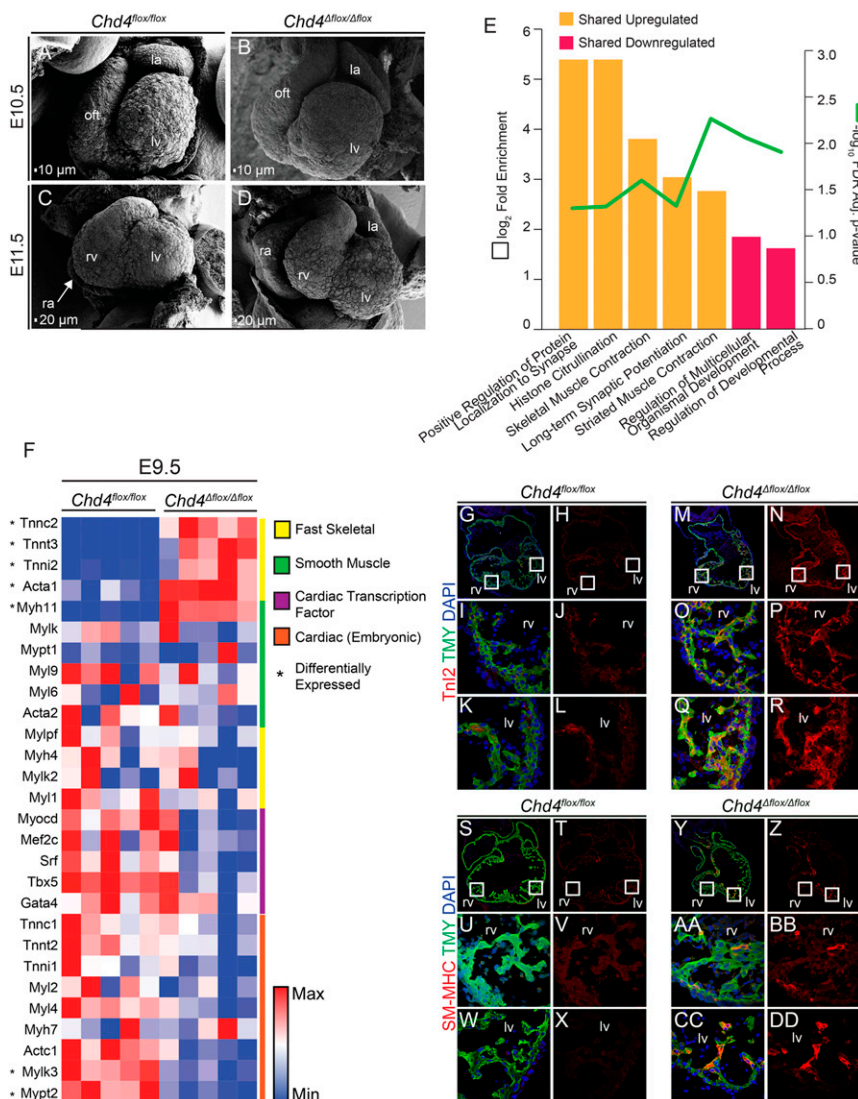 Chd4flox/flox
Chd4Δflox/Δflox
E10.5
E11.5
A
la
oft
lv
10 µm
B
la
oft
lv
10 µm
C
rv
lv
ra
20 µm
D
la
ra
rv
lv
20 µm
E
Shared Upregulated
Shared Downregulated
6
5
4
3
2
1
0
log2 Fold Enrichment
3.0
2.5
2.0
1.5
1.0
0.5
0
-log10 FDR Adj. p-value
Positive Regulation of Protein
Localization to Synapse
Histone Citrullination
Skeletal Muscle Contraction
Long-term Synaptic Potentiation
Striated Muscle Contraction
Regulation of Multicellular
Organismal Development
Regulation of Developmental
Process
F
E9.5
Chd4flox/flox
Chd4Δflox/Δflox
* Tnnc2
* Tnnt3
* Tnni2
* Acta1
*Myh11
Mylk
Mypt1
Myl9
Myl6
Acta2
Mylpf
Myh4
Mylk2
Myl1
Myocd
Mef2c
Srf
Tbx5
Gata4
Tnnc1
Tnnt2
Tnni1
Myl2
Myl4
Myh7
Actc1
* Mylk3
* Mypt2
Fast Skeletal
Smooth Muscle
Cardiac Transcription
Factor
Cardiac (Embryonic)
* Differentially
Expressed
Max
Min
Chd4flox/flox
Chd4Δflox/Δflox
TnI2 TMY DAPI
G
rv
lv
H
rv
lv
M
rv
lv
N
rv
lv
I
rv
J
rv
O
rv
P
rv
K
lv
L
lv
Q
lv
R
lv
Chd4flox/flox
Chd4Δflox/Δflox
SM-MHC TMY DAPI
S
rv
lv
T
rv
lv
Y
rv
lv
Z
rv
lv
U
rv
V
rv
AA
rv
BB
rv
W
lv
X
lv
CC
lv
DD
lv